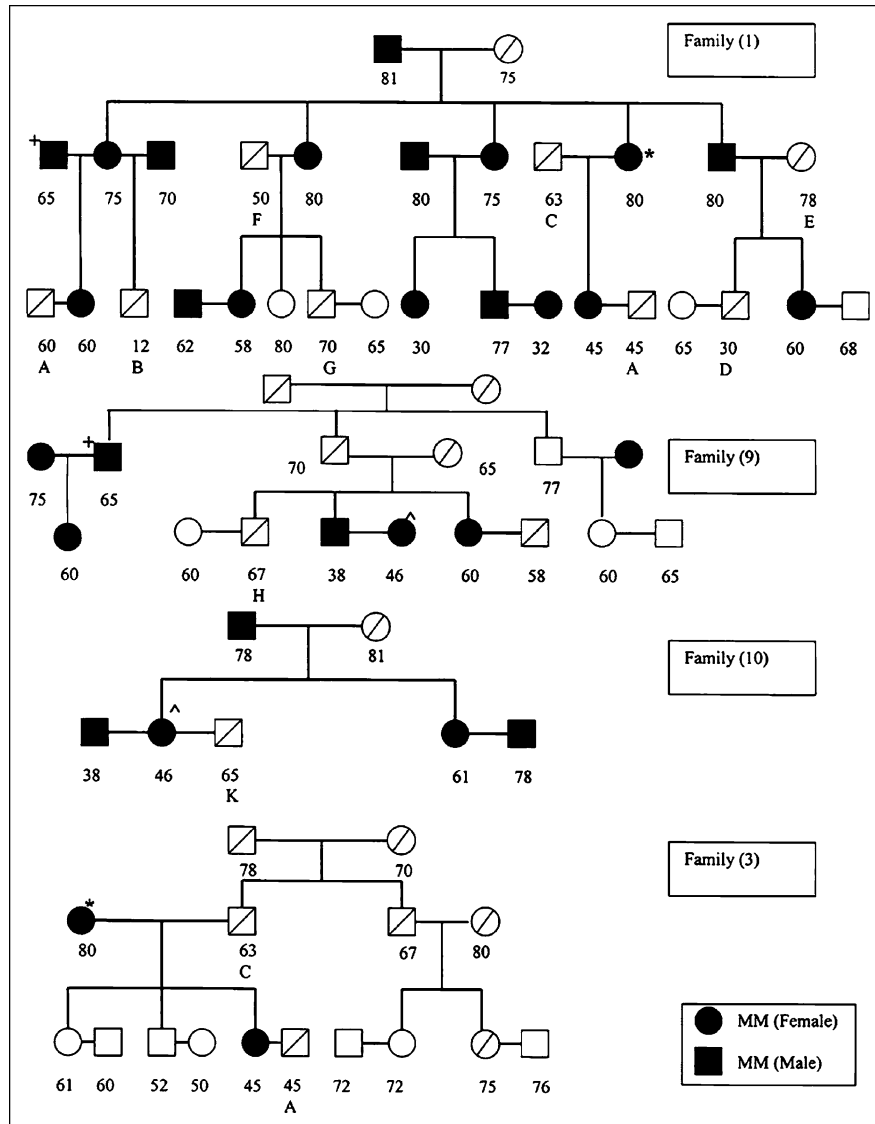 Family (1)
81 75
+ *
65 75 70 50 80 80 75 63 80 80 78
F C E
60 60 12 62 58 80 70 65 30 77 32 45 45 65 30 60 68
A B G A D
Family (9)
+
70 65
75 65 77
^
60 60 67 38 46 60 58 60 65
H
Family (10)
78 81
^
38 46 65 61 78
K
Family (3)
78 70
*
80 63 67 80
C
61 60 52 50 45 45 72 72 75 76
A
MM (Female)
MM (Male)